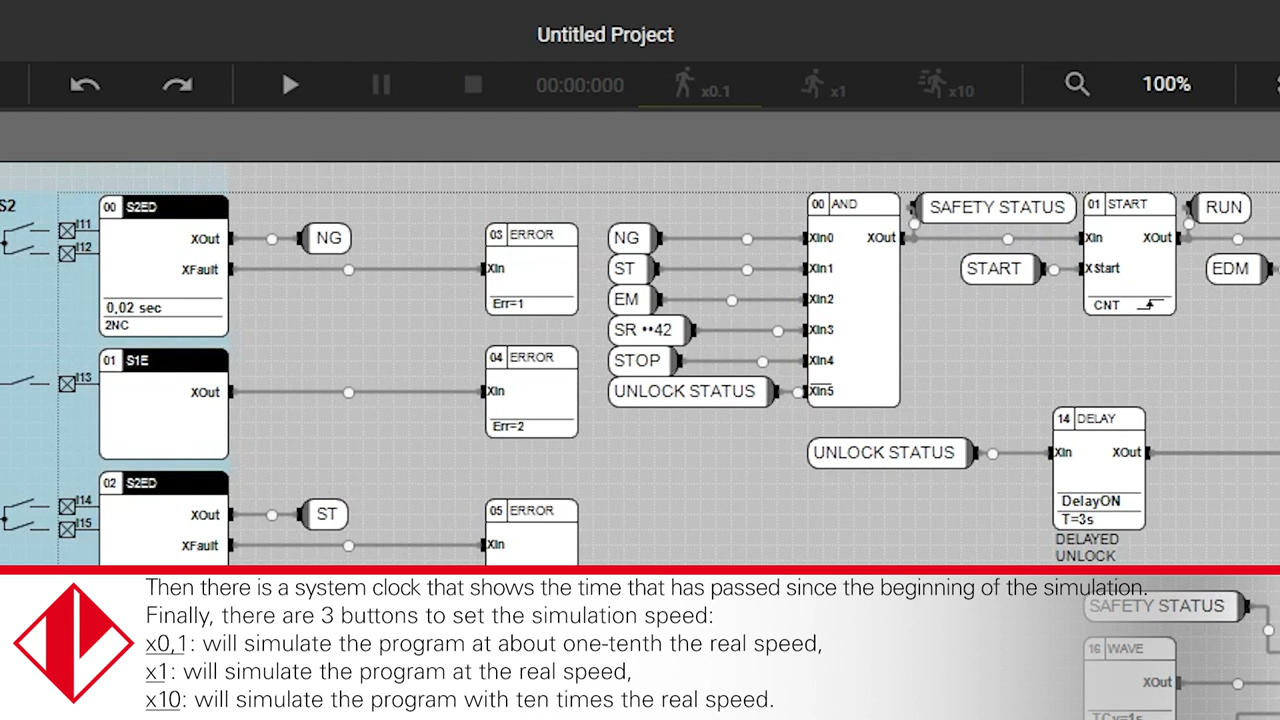 Untitled Project
00:00:000 x0.1 x1 x10 100%
S2
I11
I12
00 S2ED
XOut
XFault
0,02 sec
2NC
NG
03 ERROR
XIn
Err=1
I13
01 S1E
XOut
04 ERROR
XIn
Err=2
I14
I15
02 S2ED
XOut
XFault
ST
05 ERROR
XIn
NG
ST
EM
SR ••42
STOP
UNLOCK STATUS
00 AND
XIn0 XOut
XIn1
XIn2
XIn3
XIn4
XIn5
SAFETY STATUS
START
01 START
XIn XOut
XStart
CNT
RUN
EDM
UNLOCK STATUS
14 DELAY
XIn XOut
DelayON
T=3s
DELAYED
UNLOCK
SAFETY STATUS
16 WAVE
XOut
TCy=1s
Then there is a system clock that shows the time that has passed since the beginning of the simulation.
Finally, there are 3 buttons to set the simulation speed:
x0,1: will simulate the program at about one-tenth the real speed,
x1: will simulate the program at the real speed,
x10: will simulate the program with ten times the real speed.